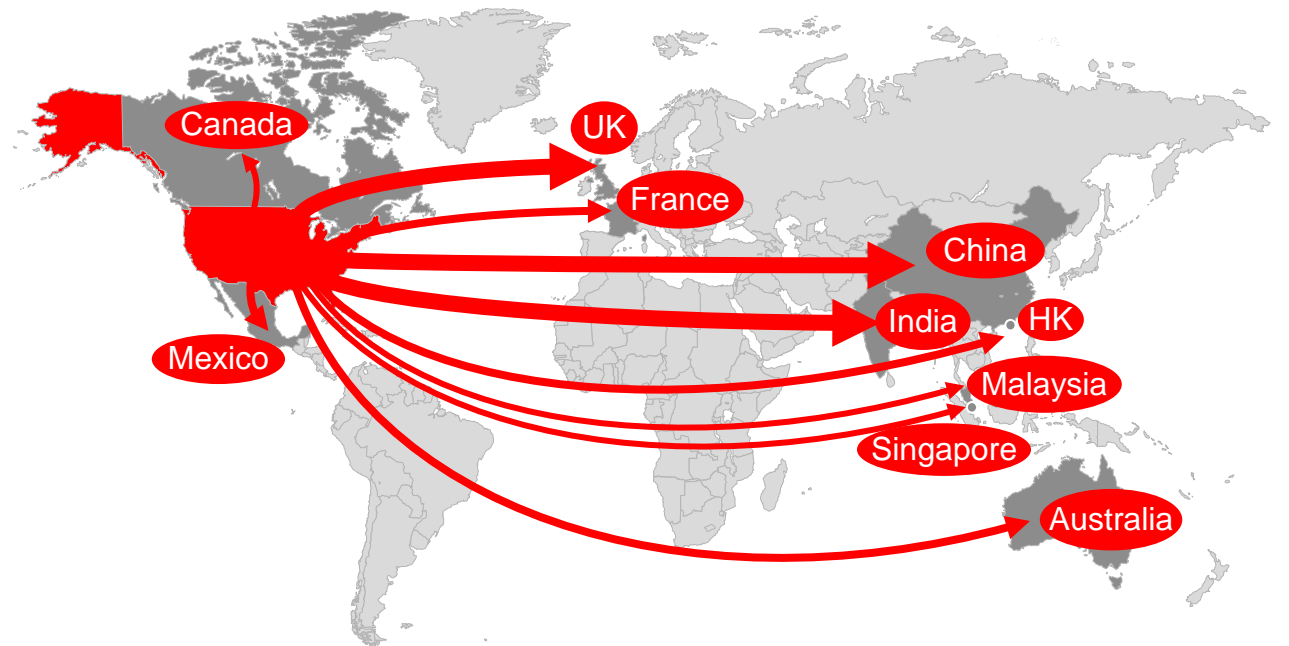 Canada
UK
France
China
India
HK
Mexico
Malaysia
Singapore
Australia